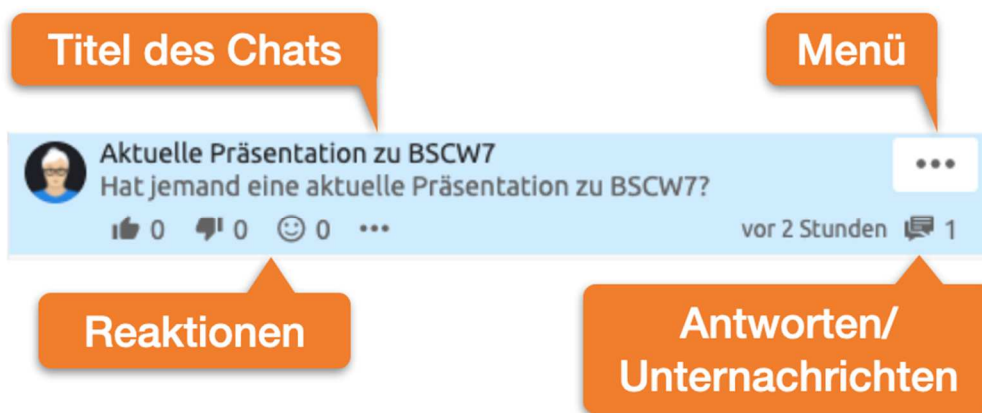 Titel des Chats
Menü
Aktuelle Präsentation zu BSCW7
Hat jemand eine aktuelle Präsentation zu BSCW7?
0 0 0 vor 2 Stunden 1
Reaktionen
Antworten/
Unternachrichten